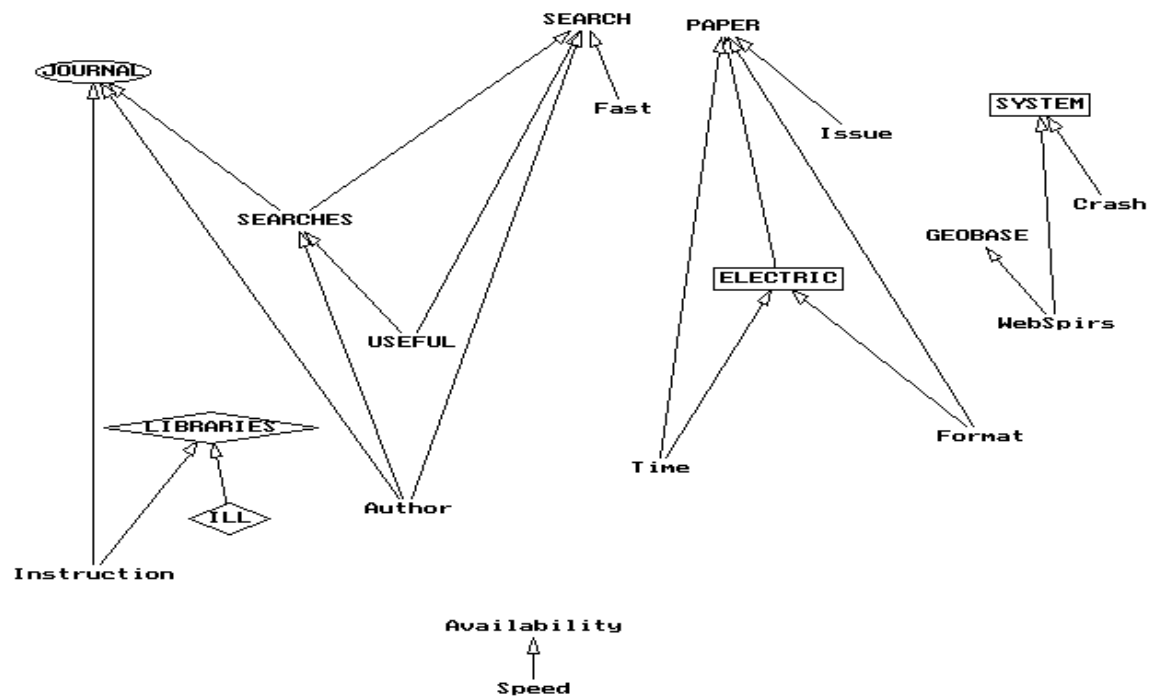 SEARCH
PAPER
JOURNAL
Fast
SYSTEM
Issue
Crash
SEARCHES
GEOBASE
ELECTRIC
WebSpirs
USEFUL
LIBRARIES
Format
Time
Author
ILL
Instruction
Availability
Speed